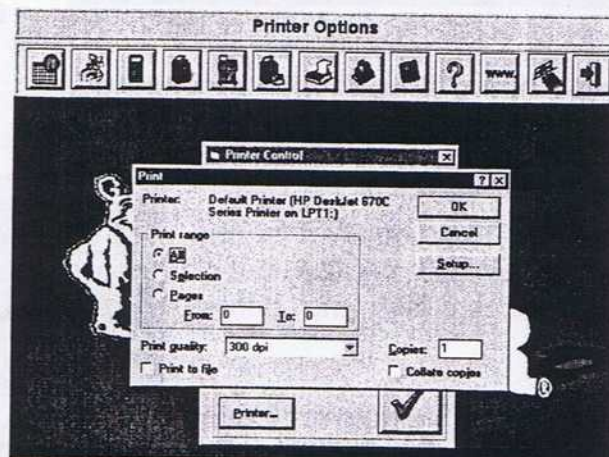 Printer Options
?
www.
Printer Control
Print
Printer: Default Printer (HP DeskJet 670C
Series Printer on LPT1:)
OK
Cancel
Setup...
Print range
All
Selection
Pages
From: 0 To: 0
Print quality: 300 dpi
Copies: 1
Print to file
Collate copies
Printer...
®